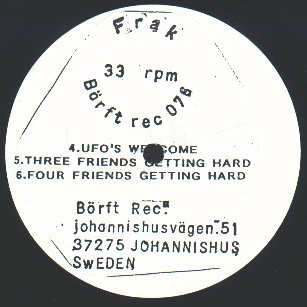 Frak
33 rpm
Börft rec 076
4.UFO'S WELCOME
5.THREE FRIENDS GETTING HARD
6.FOUR FRIENDS GETTING HARD
Börft Rec.
johannishusvägen 51
37275 JOHANNISHUS
SWEDEN